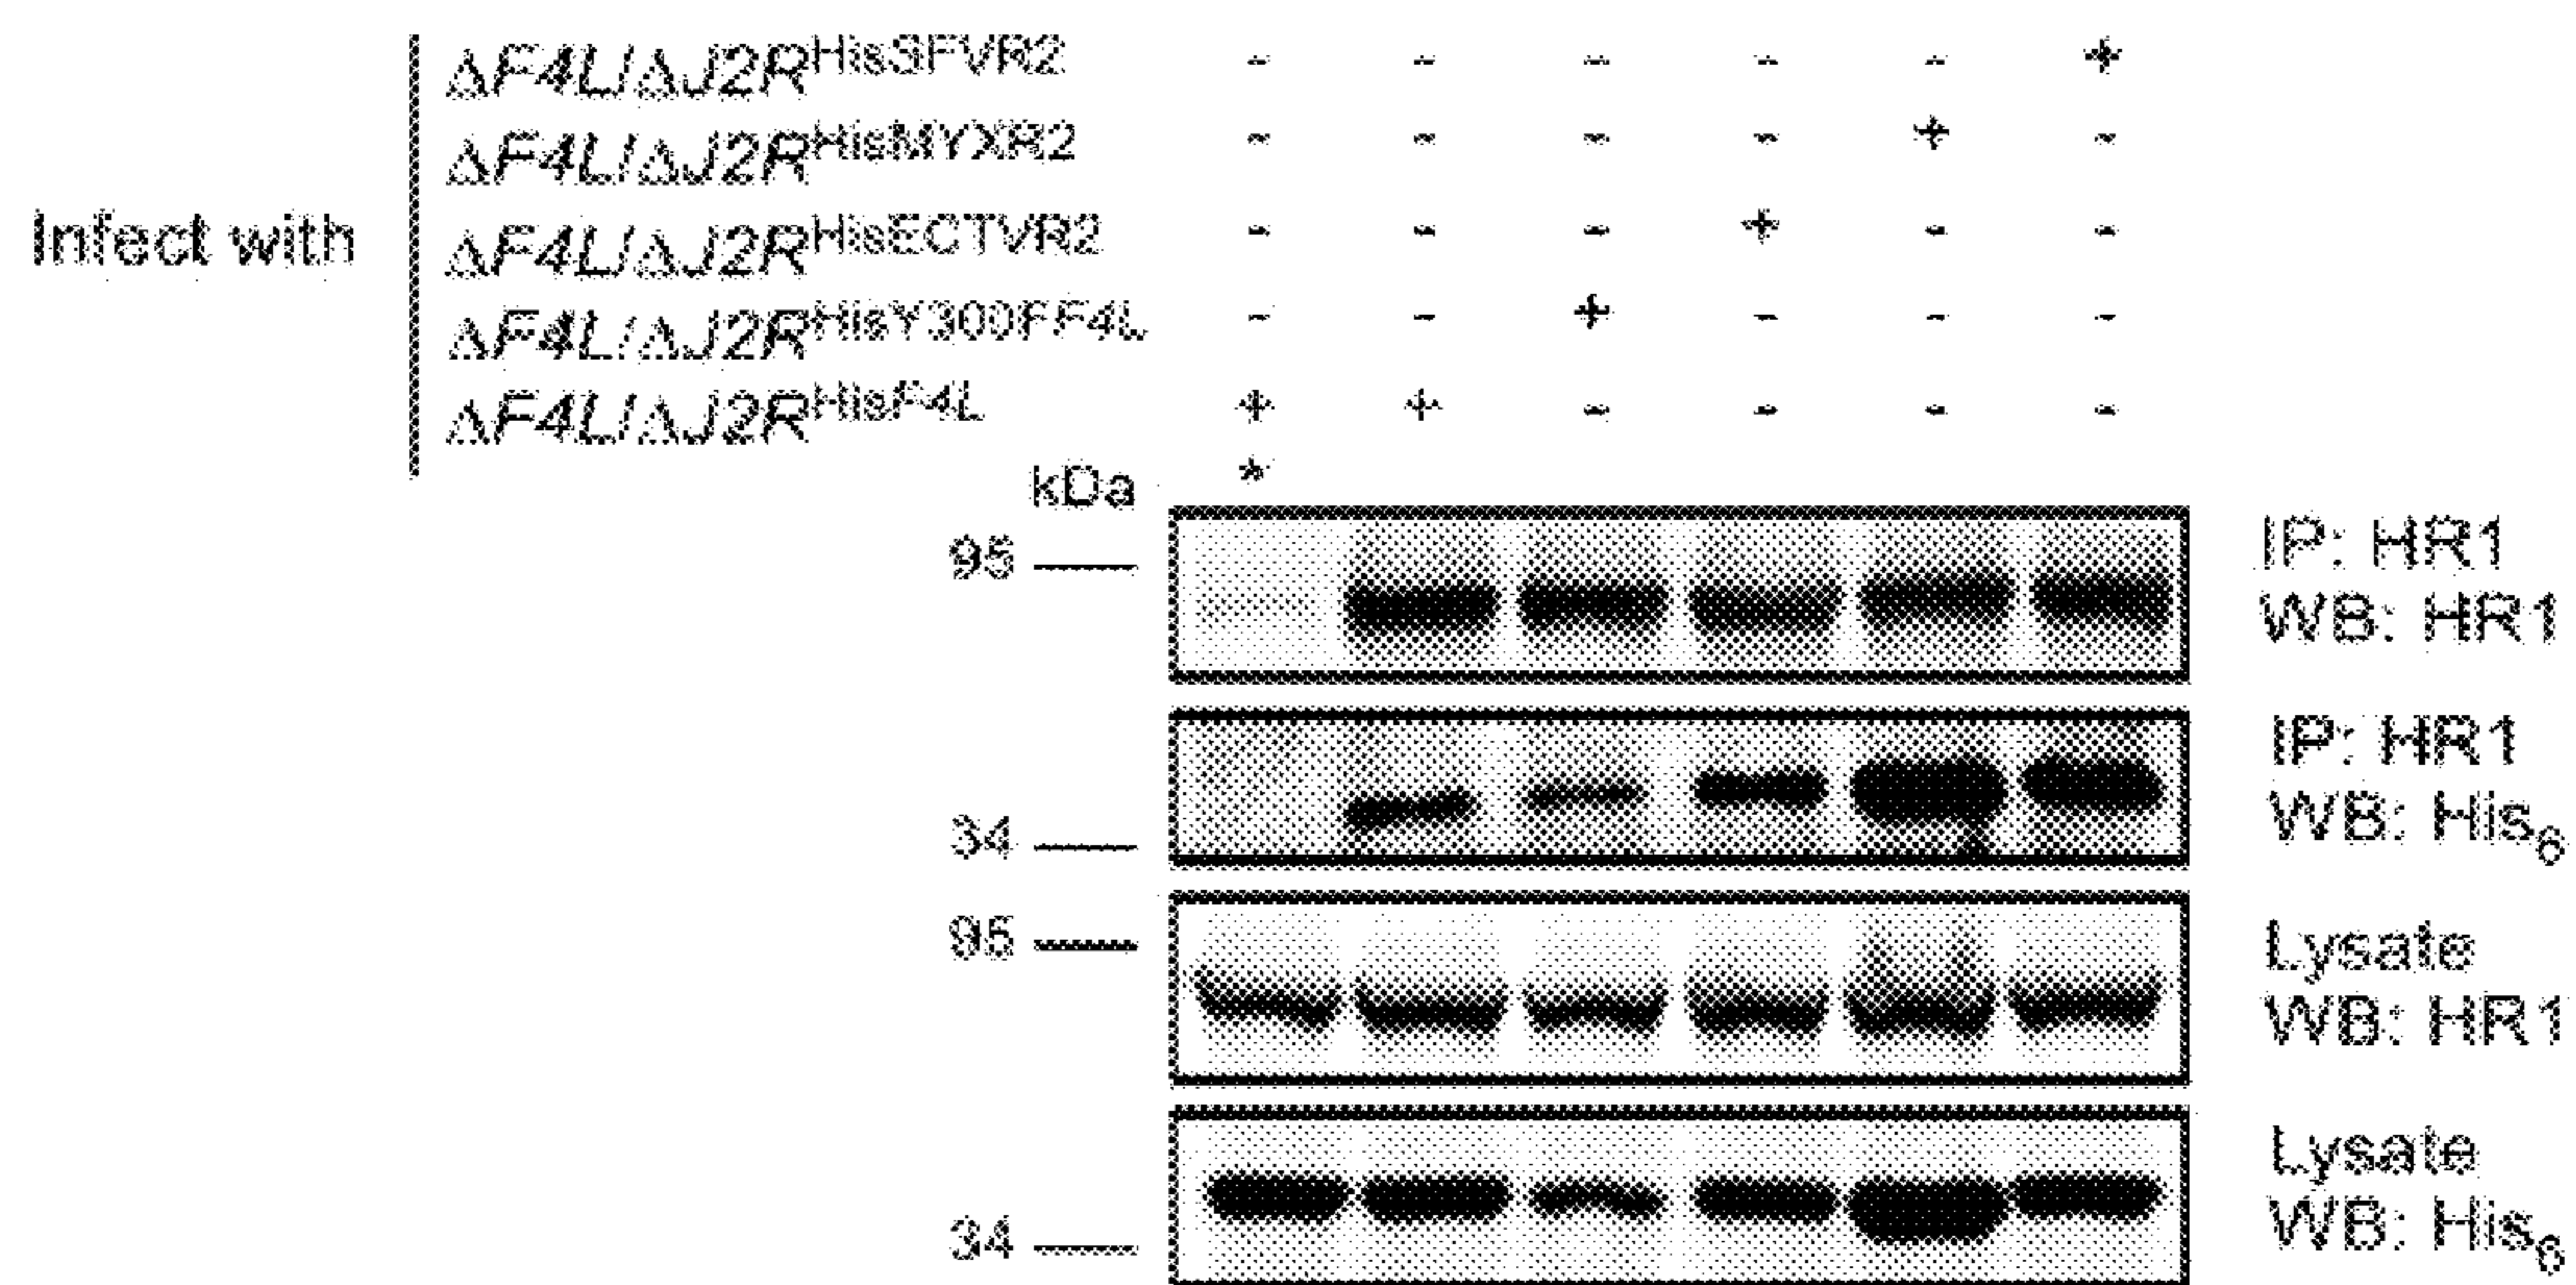 ΔF4L/ΔJ2R^HisSFVR2 - - - - - +
ΔF4L/ΔJ2R^HisMYXR2 - - - - + -
Infect with ΔF4L/ΔJ2R^HisECTVR2 - - - + - -
ΔF4L/ΔJ2R^HisY300FF4L - - + - - -
ΔF4L/ΔJ2R^HisF4L + + - - - -
kDa *
95 IP: HR1
WB: HR1
IP: HR1
34 WB: His₆
95 Lysate
WB: HR1
Lysate
34 WB: His₆